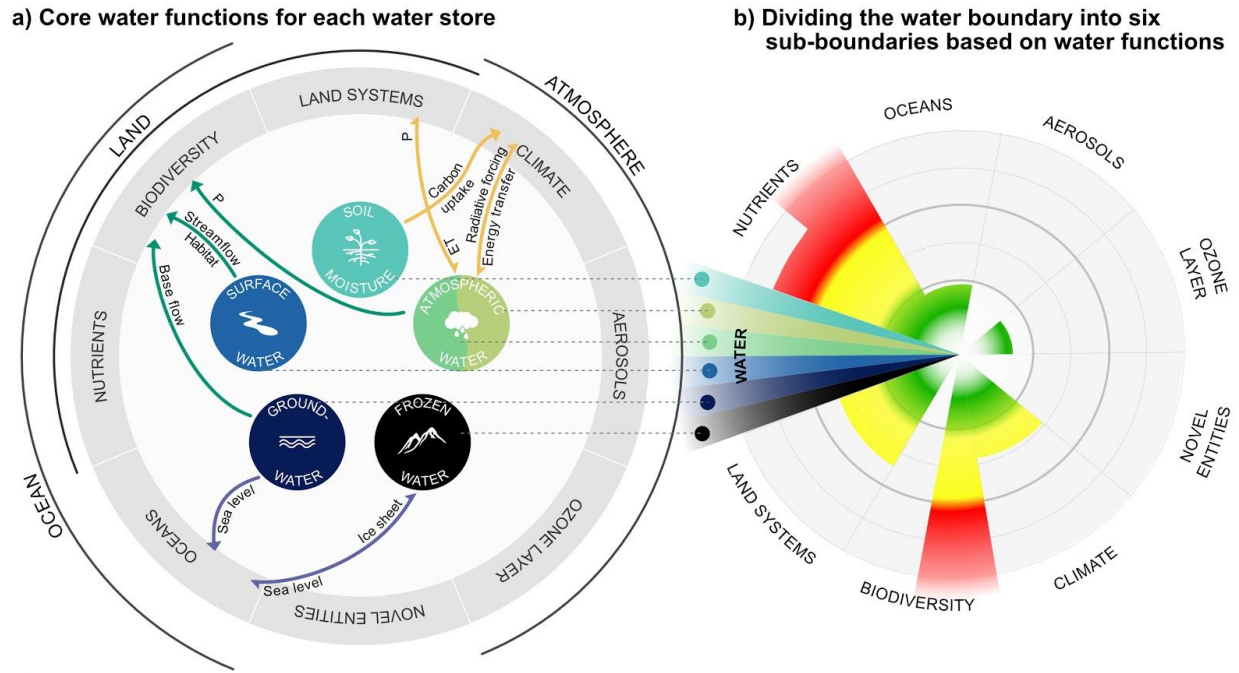 a) Core water functions for each water store
LAND
ATMOSPHERE
OCEAN
LAND SYSTEMS
BIODIVERSITY
CLIMATE
NUTRIENTS
AEROSOLS
OCEANS
OZONE LAYER
NOVEL ENTITIES
P
Carbon
uptake
Radiative forcing
Energy transfer
ET
P
Streamflow
Habitat
Base flow
SOIL
MOISTURE
SURFACE
WATER
ATMOSPHERIC
WATER
GROUND-
WATER
FROZEN
WATER
Sea level
Ice sheet
Sea level
b) Dividing the water boundary into six
sub-boundaries based on water functions
OCEANS
AEROSOLS
NUTRIENTS
OZONE
LAYER
WATER
NOVEL
ENTITIES
LAND SYSTEMS
CLIMATE
BIODIVERSITY